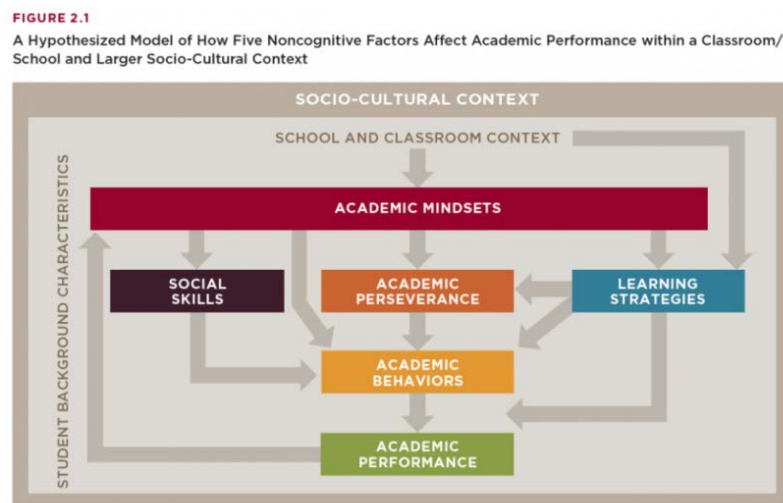 FIGURE 2.1
A Hypothesized Model of How Five Noncognitive Factors Affect Academic Performance within a Classroom/
School and Larger Socio-Cultural Context
SOCIO-CULTURAL CONTEXT
SCHOOL AND CLASSROOM CONTEXT
STUDENT BACKGROUND CHARACTERISTICS
ACADEMIC MINDSETS
SOCIAL
SKILLS
ACADEMIC
PERSEVERANCE
LEARNING
STRATEGIES
ACADEMIC
BEHAVIORS
ACADEMIC
PERFORMANCE